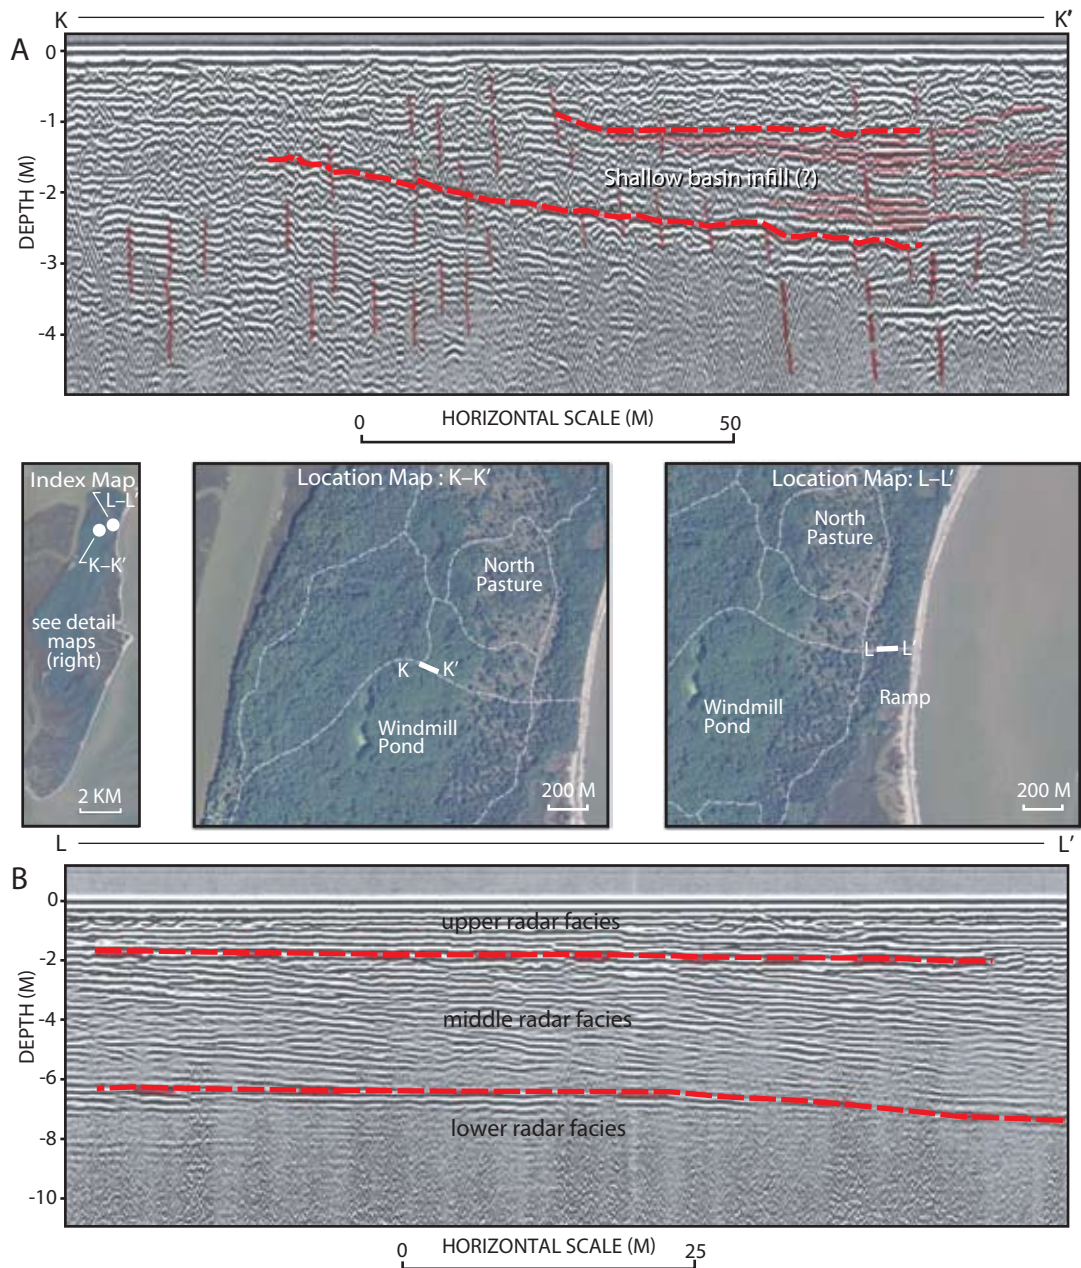 K K'
A
0
-1
-2
-3
-4
DEPTH (M)
Shallow basin infill (?)
0 HORIZONTAL SCALE (M) 50
Index Map
L–L'
K–K'
see detail
maps
(right)
2 KM
Location Map : K–K'
North
Pasture
K K'
Windmill
Pond
200 M
Location Map: L–L'
North
Pasture
L L'
Ramp
Windmill
Pond
200 M
L L'
B
0
-2
-4
-6
-8
-10
DEPTH (M)
upper radar facies
middle radar facies
lower radar facies
0 HORIZONTAL SCALE (M) 25